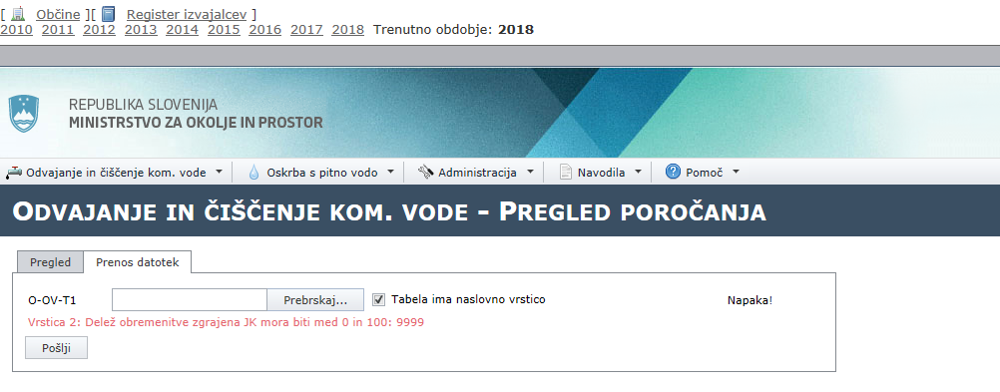 [ Občine ][ Register izvajalcev ]
2010 2011 2012 2013 2014 2015 2016 2017 2018 Trenutno obdobje: 2018
REPUBLIKA SLOVENIJA
MINISTRSTVO ZA OKOLJE IN PROSTOR
Odvajanje in čiščenje kom. vode Oskrba s pitno vodo Administracija Navodila Pomoč
ODVAJANJE IN ČIŠČENJE KOM. VODE - PREGLED POROČANJA
Pregled Prenos datotek
O-OV-T1 Prebrskaj... Tabela ima naslovno vrstico Napaka!
Vrstica 2: Delež obremenitve zgrajena JK mora biti med 0 in 100: 9999
Pošlji